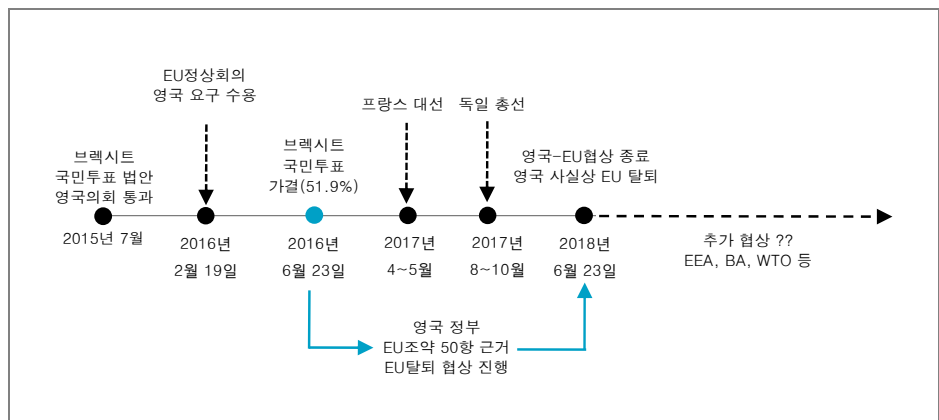 EU정상회의
영국 요구 수용
프랑스 대선
독일 총선
브렉시트
국민투표 법안
영국의회 통과
브렉시트
국민투표
가결(51.9%)
영국-EU협상 종료
영국 사실상 EU 탈퇴
2015년 7월
2016년
2월 19일
2016년
6월 23일
2017년
4~5월
2017년
8~10월
2018년
6월 23일
추가 협상 ??
EEA, BA, WTO 등
영국 정부
EU조약 50항 근거
EU탈퇴 협상 진행